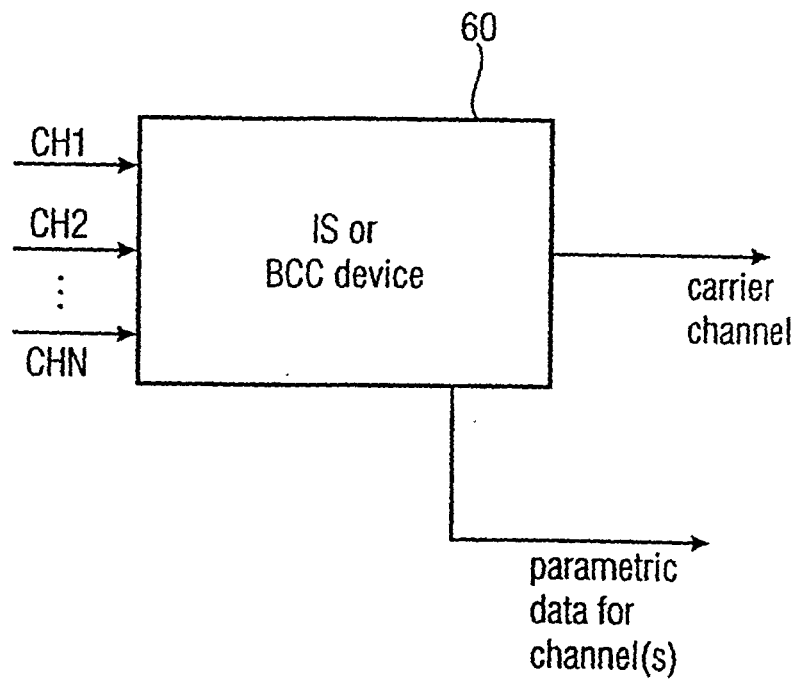 60
CH1
CH2
⋮
CHN
IS or
BCC device
carrier
channel
parametric
data for
channel(s)